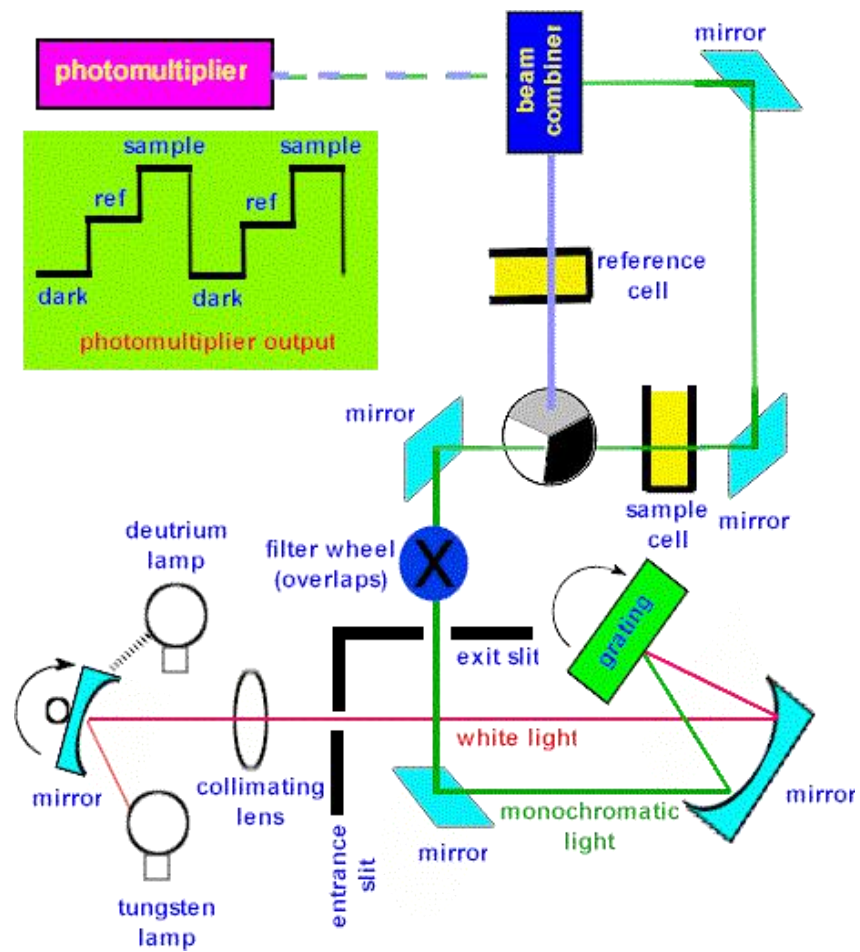 mirror
photomultiplier
beam
combiner
sample
sample
ref
ref
dark
dark
photomultiplier output
reference
cell
mirror
sample
cell
mirror
deutrium
lamp
filter wheel
(overlaps)
X
grating
exit slit
white light
mirror
collimating
lens
entrance
slit
monochromatic
light
mirror
mirror
tungsten
lamp